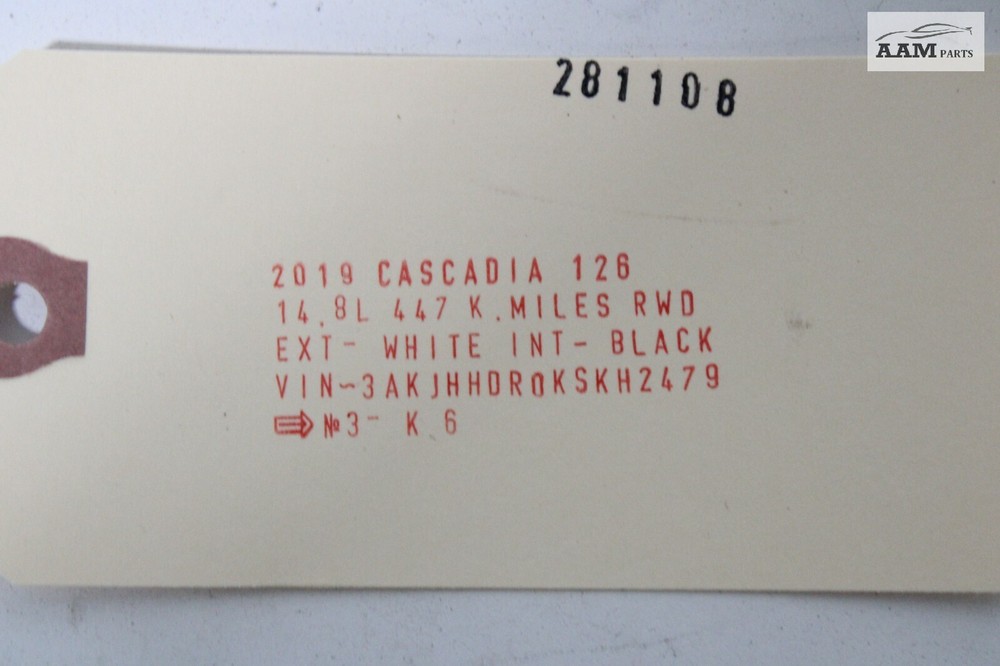 AAM PARTS
281108
2019 CASCADIA 126
14.8L 447 K.MILES RWD
EXT- WHITE INT- BLACK
VIN~3AKJHHDR0KSKH2479
⇛ №3- K 6